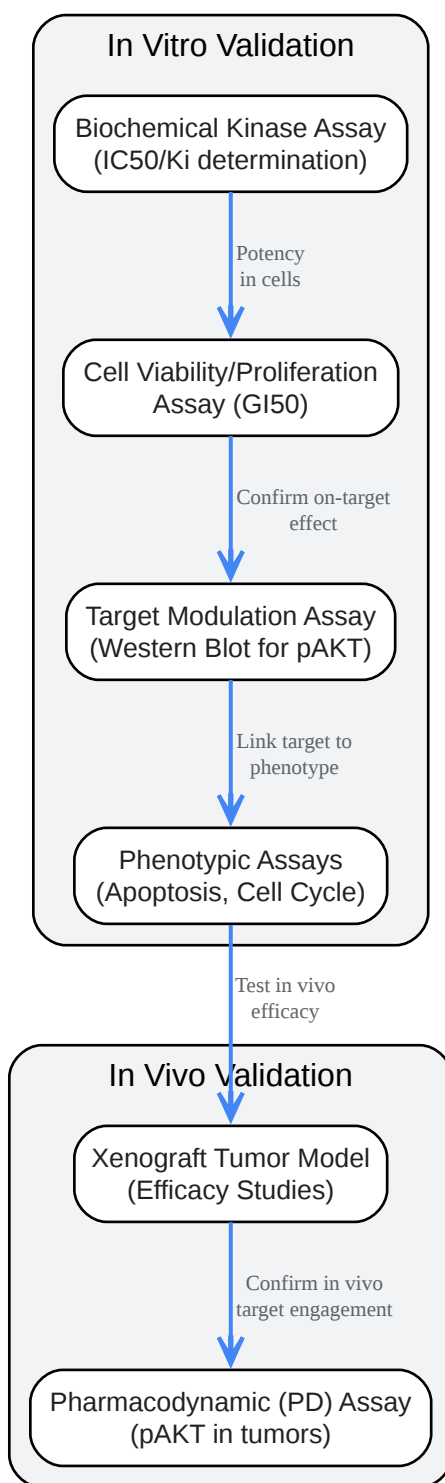 In Vitro Validation
Biochemical Kinase Assay
(IC50/Ki determination)
Potency
in cells
Cell Viability/Proliferation
Assay (GI50)
Confirm on-target
effect
Target Modulation Assay
(Western Blot for pAKT)
Link target to
phenotype
Phenotypic Assays
(Apoptosis, Cell Cycle)
Test in vivo
efficacy
In Vivo Validation
Xenograft Tumor Model
(Efficacy Studies)
Confirm in vivo
target engagement
Pharmacodynamic (PD) Assay
(pAKT in tumors)